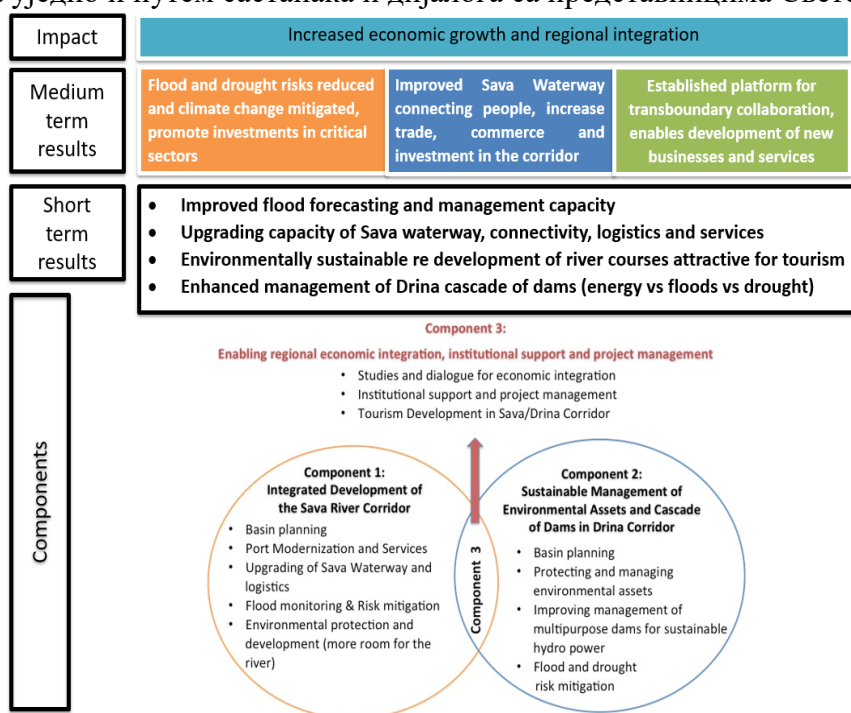 ујedно и путем састанака и дијалога са представницима Свето
Impact
Increased economic growth and regional integration
Medium
term
results
Flood and drought risks reduced
and climate change mitigated,
promote investments in critical
sectors
Improved Sava Waterway
connecting people, increase
trade, commerce and
investment in the corridor
Established platform for
transboundary collaboration,
enables development of new
businesses and services
Short
term
results
• Improved flood forecasting and management capacity
• Upgrading capacity of Sava waterway, connectivity, logistics and services
• Environmentally sustainable re development of river courses attractive for tourism
• Enhanced management of Drina cascade of dams (energy vs floods vs drought)
Components
Component 3:
Enabling regional economic integration, institutional support and project management
• Studies and dialogue for economic integration
• Institutional support and project management
• Tourism Development in Sava/Drina Corridor
Component 1:
Integrated Development of
the Sava River Corridor
• Basin planning
• Port Modernization and Services
• Upgrading of Sava Waterway and
logistics
• Flood monitoring & Risk mitigation
• Environmental protection and
development (more room for the
river)
Component 3
Component 2:
Sustainable Management of
Environmental Assets and Cascade
of Dams in Drina Corridor
• Basin planning
• Protecting and managing
environmental assets
• Improving management of
multipurpose dams for sustainable
hydro power
• Flood and drought
risk mitigation